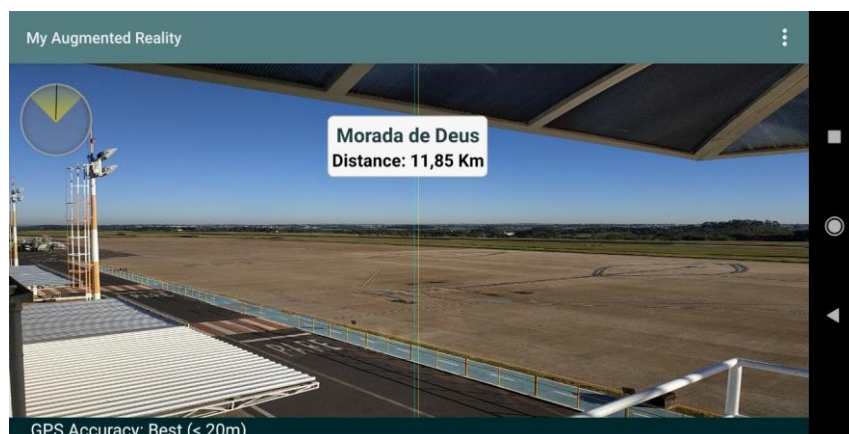 My Augmented Reality
Morada de Deus
Distance: 11,85 Km
GPS Accuracy: Best (< 20m)